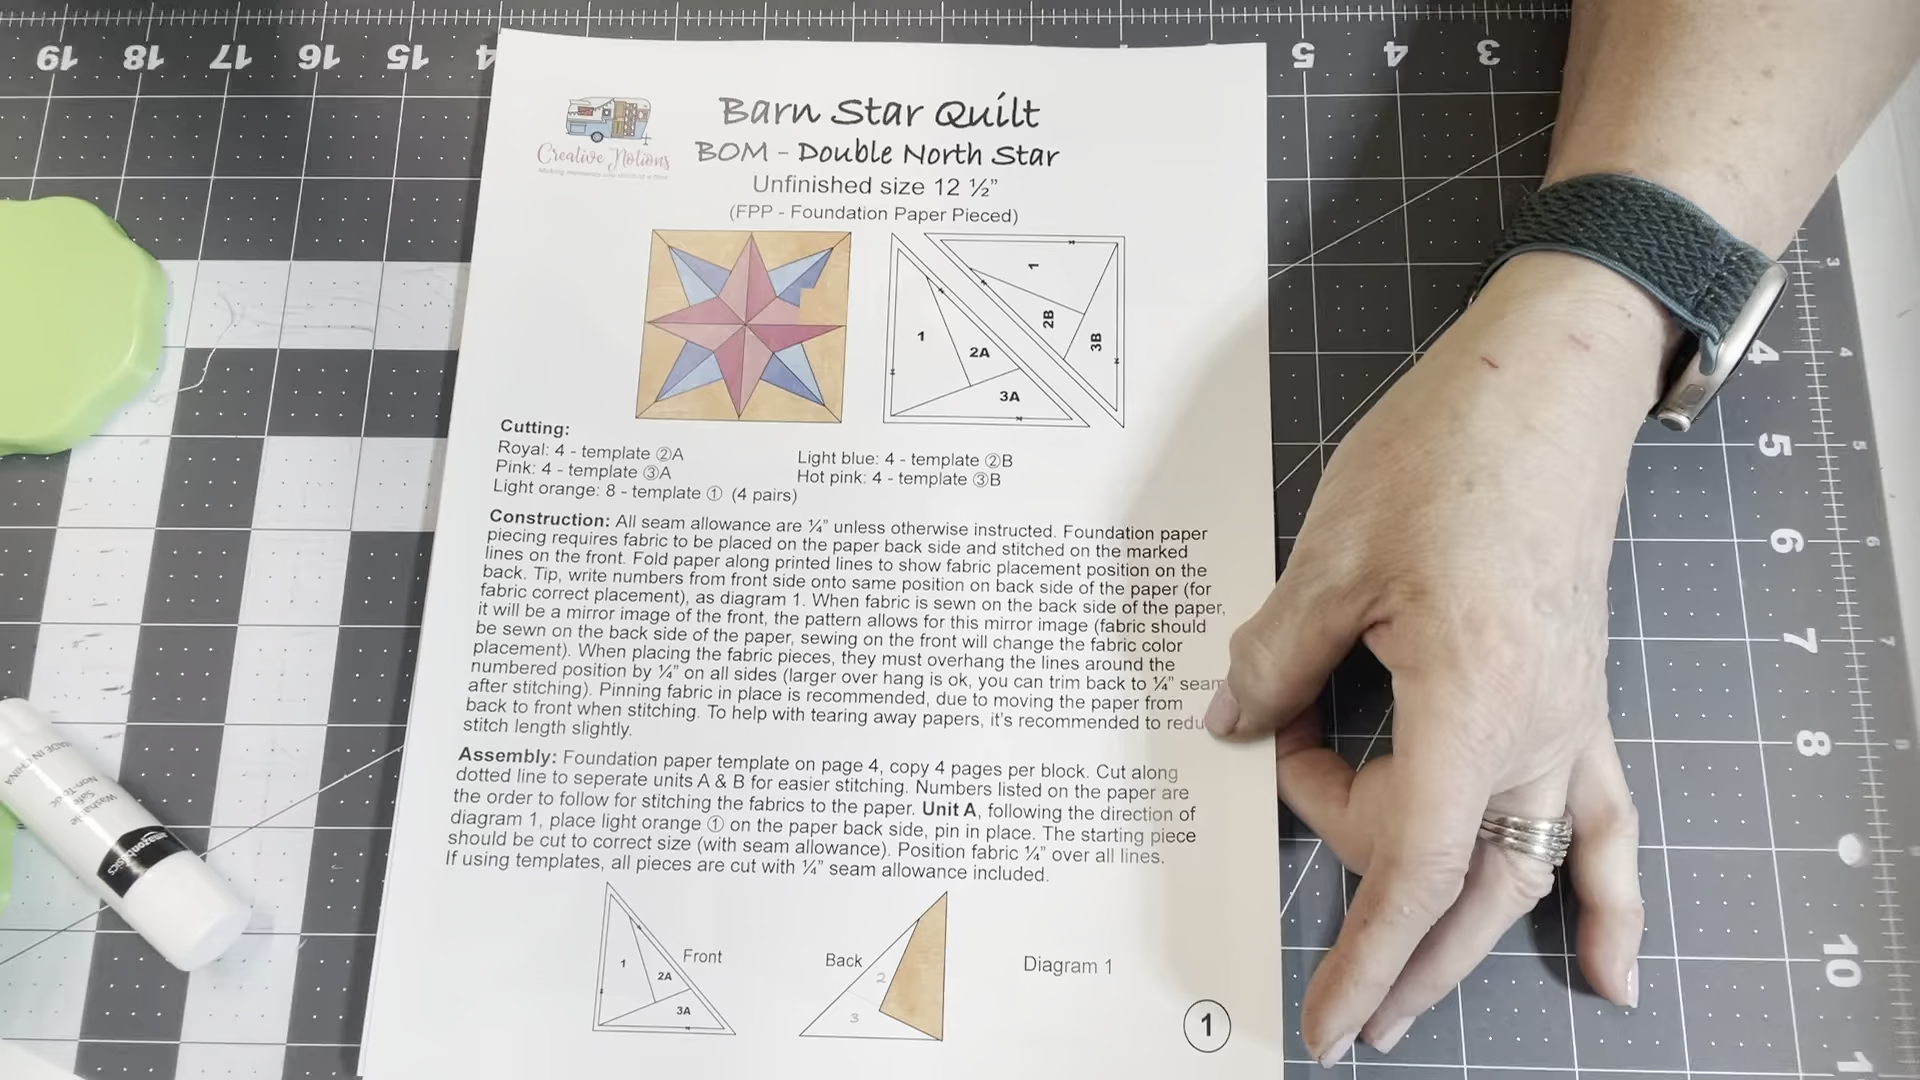 19 18 17 16 15 4 5 4 3
Barn Star Quilt
BOM - Double North Star
Creative Notions
Unfinished size 12 ½”
(FPP - Foundation Paper Pieced)
1
2B
3B
1
2A
3A
Cutting:
Royal: 4 - template ②A
Light blue: 4 - template ②B
Pink: 4 - template ③A
Hot pink: 4 - template ③B
Light orange: 8 - template ① (4 pairs)
Construction: All seam allowance are ¼” unless otherwise instructed. Foundation paper
piecing requires fabric to be placed on the paper back side and stitched on the marked
lines on the front. Fold paper along printed lines to show fabric placement position on the
back. Tip, write numbers from front side onto same position on back side of the paper (for
fabric correct placement), as diagram 1. When fabric is sewn on the back side of the paper,
it will be a mirror image of the front, the pattern allows for this mirror image (fabric should
be sewn on the back side of the paper, sewing on the front will change the fabric color
placement). When placing the fabric pieces, they must overhang the lines around the
numbered position by ¼” on all sides (larger over hang is ok, you can trim back to ¼” seam
after stitching). Pinning fabric in place is recommended, due to moving the paper from
back to front when stitching. To help with tearing away papers, it’s recommended to redu
stitch length slightly.
Assembly: Foundation paper template on page 4, copy 4 pages per block. Cut along
dotted line to seperate units A & B for easier stitching. Numbers listed on the paper are
the order to follow for stitching the fabrics to the paper. Unit A, following the direction of
diagram 1, place light orange ① on the paper back side, pin in place. The starting piece
should be cut to correct size (with seam allowance). Position fabric ¼” over all lines.
If using templates, all pieces are cut with ¼” seam allowance included.
1
2A
3A
Front
Back
2
3
Diagram 1
1
3
4 4
5 5
6 6
7 7
8
10
MADE IN CHINA
Non-Toxic
Safe
Washable
amazonbasics